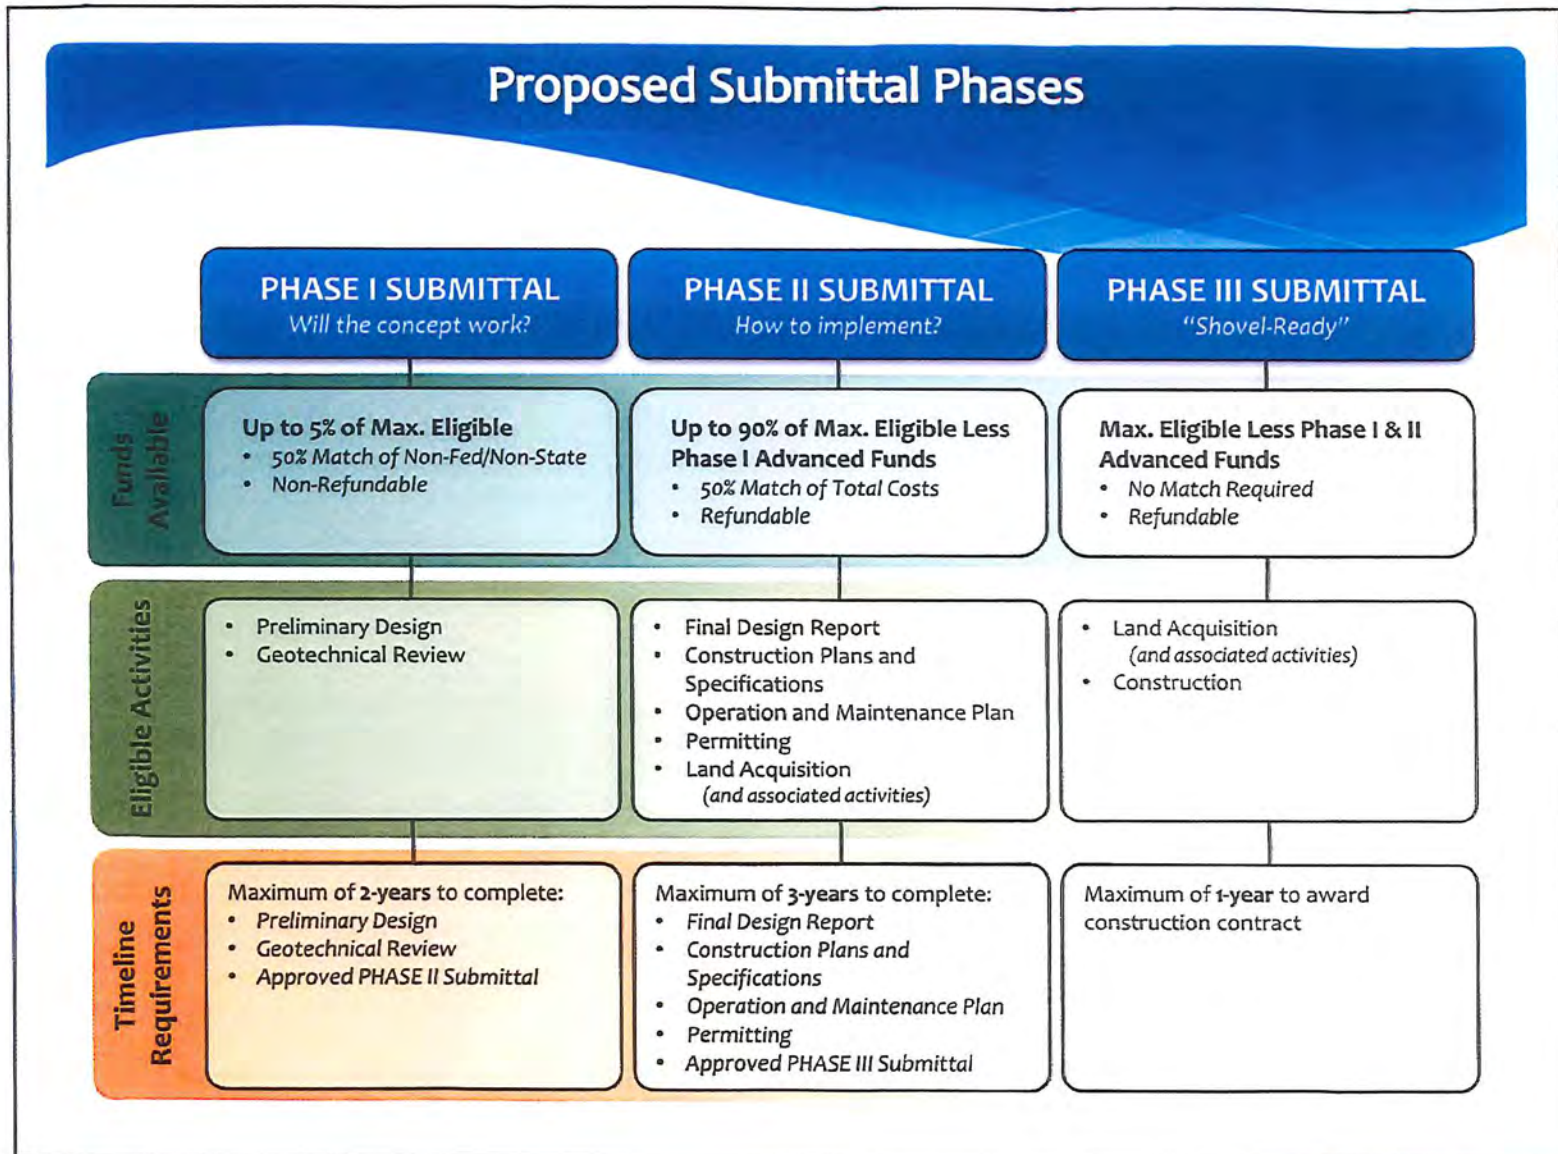 Proposed Submittal Phases
PHASE I SUBMITTAL
Will the concept work?
PHASE II SUBMITTAL
How to implement?
PHASE III SUBMITTAL
“Shovel-Ready”
Funds
Available
Up to 5% of Max. Eligible
• 50% Match of Non-Fed/Non-State
• Non-Refundable
Up to 90% of Max. Eligible Less
Phase I Advanced Funds
• 50% Match of Total Costs
• Refundable
Max. Eligible Less Phase I & II
Advanced Funds
• No Match Required
• Refundable
Eligible Activities
• Preliminary Design
• Geotechnical Review
• Final Design Report
• Construction Plans and
Specifications
• Operation and Maintenance Plan
• Permitting
• Land Acquisition
(and associated activities)
• Land Acquisition
(and associated activities)
• Construction
Timeline
Requirements
Maximum of 2-years to complete:
• Preliminary Design
• Geotechnical Review
• Approved PHASE II Submittal
Maximum of 3-years to complete:
• Final Design Report
• Construction Plans and
Specifications
• Operation and Maintenance Plan
• Permitting
• Approved PHASE III Submittal
Maximum of 1-year to award
construction contract